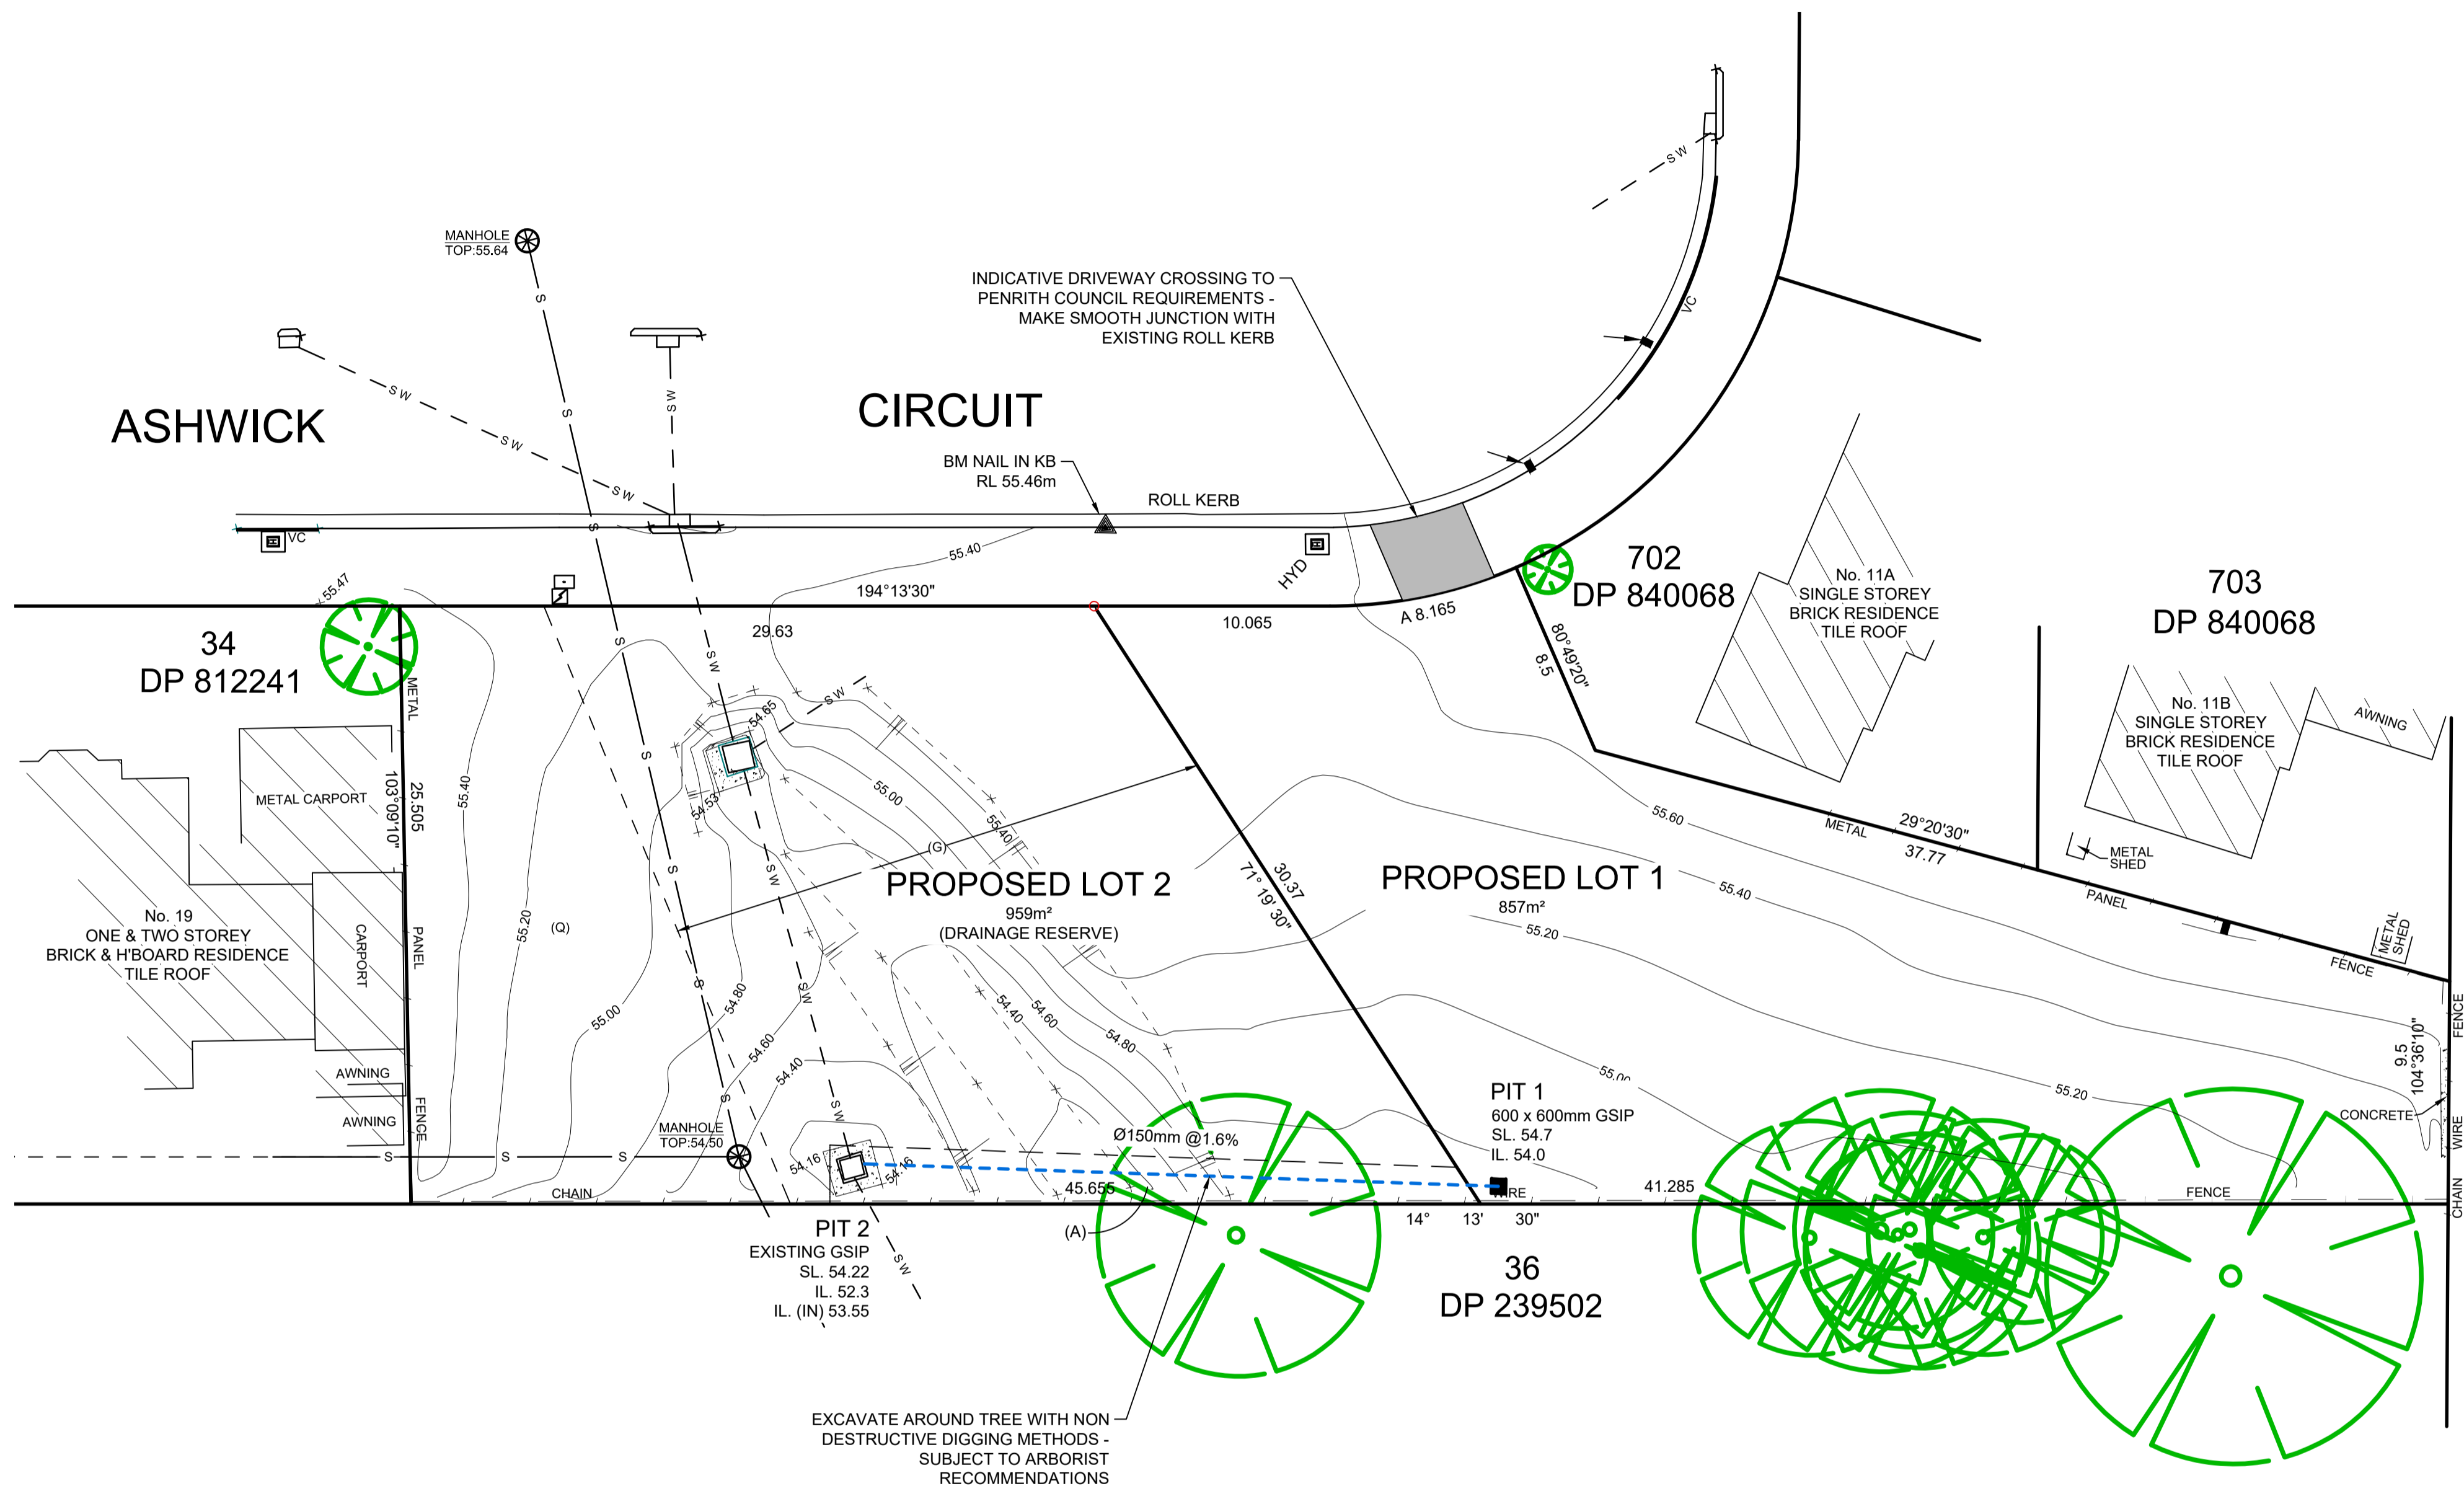 MANHOLE
TOP:55.64
S
S
S
S
S
S
S
S
S
S W
S W
S W
S W
S W
S W
S W
S W
S W
S W
S W
INDICATIVE DRIVEWAY CROSSING TO
PENRITH COUNCIL REQUIREMENTS -
MAKE SMOOTH JUNCTION WITH
EXISTING ROLL KERB
VC
ASHWICK
CIRCUIT
BM NAIL IN KB
RL 55.46m
ROLL KERB
VC
HYD
55.40
55.47
194°13'30"
29.63
10.065
A 8.165
34
DP 812241
702
DP 840068
80°49'20"
8.5
No. 11A
SINGLE STOREY
BRICK RESIDENCE
TILE ROOF
703
DP 840068
No. 11B
SINGLE STOREY
BRICK RESIDENCE
TILE ROOF
AWNING
METAL
METAL CARPORT
103°09'10"
25.505
55.40
54.65
54.53
55.00
55.40
(G)
55.60
METAL
29°20'30"
37.77
METAL
SHED
PANEL
METAL
SHED
FENCE
PROPOSED LOT 2
959m²
(DRAINAGE RESERVE)
30.37
71° 19' 30"
PROPOSED LOT 1
857m²
55.40
55.20
No. 19
ONE & TWO STOREY
BRICK & H'BOARD RESIDENCE
TILE ROOF
CARPORT
PANEL
55.20
(Q)
55.00
54.80
54.60
54.40
54.40
54.60
54.80
55.00
55.20
FENCE
9.5
104°36'10"
CONCRETE
WIRE
CHAIN
AWNING
AWNING
FENCE
MANHOLE
TOP:54.50
S
S
S
54.16
54.16
Ø150mm @1.6%
PIT 1
600 x 600mm GSIP
SL. 54.7
IL. 54.0
CHAIN
45.655
41.285
FENCE
(A)
14° 13' 30"
PIT 2
EXISTING GSIP
SL. 54.22
IL. 52.3
IL. (IN) 53.55
36
DP 239502
EXCAVATE AROUND TREE WITH NON
DESTRUCTIVE DIGGING METHODS -
SUBJECT TO ARBORIST
RECOMMENDATIONS